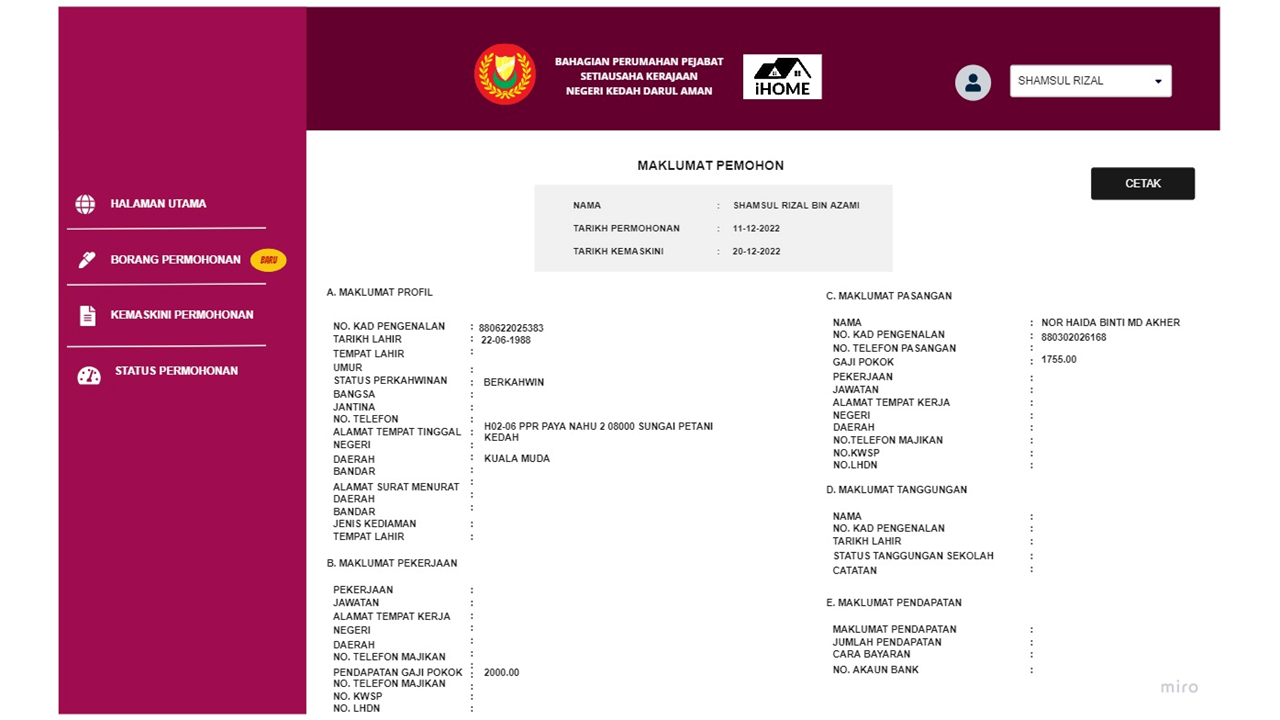 BAHAGIAN PERUMAHAN PEJABAT
SETIAUSAHA KERAJAAN
NEGERI KEDAH DARUL AMAN
iHOME
SHAMSUL RIZAL
HALAMAN UTAMA
BORANG PERMOHONAN BARU
KEMASKINI PERMOHONAN
STATUS PERMOHONAN
MAKLUMAT PEMOHON
CETAK
NAMA : SHAMSUL RIZAL BIN AZAMI
TARIKH PERMOHONAN : 11-12-2022
TARIKH KEMASKINI : 20-12-2022
A. MAKLUMAT PROFIL
NO. KAD PENGENALAN : 880622025383
TARIKH LAHIR : 22-06-1988
TEMPAT LAHIR :
UMUR :
STATUS PERKAHWINAN : BERKAHWIN
BANGSA :
JANTINA :
NO. TELEFON :
ALAMAT TEMPAT TINGGAL : H02-06 PPR PAYA NAHU 2 08000 SUNGAI PETANI
KEDAH
NEGERI :
DAERAH : KUALA MUDA
BANDAR :
ALAMAT SURAT MENURAT :
DAERAH :
BANDAR :
JENIS KEDIAMAN :
TEMPAT LAHIR :
B. MAKLUMAT PEKERJAAN
PEKERJAAN :
JAWATAN :
ALAMAT TEMPAT KERJA :
NEGERI :
DAERAH :
NO. TELEFON MAJIKAN :
PENDAPATAN GAJI POKOK : 2000.00
NO. TELEFON MAJIKAN :
NO. KWSP :
NO. LHDN :
C. MAKLUMAT PASANGAN
NAMA : NOR HAIDA BINTI MD AKHER
NO. KAD PENGENALAN : 880302026168
NO. TELEFON PASANGAN :
GAJI POKOK : 1755.00
PEKERJAAN :
JAWATAN :
ALAMAT TEMPAT KERJA :
NEGERI :
DAERAH :
NO.TELEFON MAJIKAN :
NO.KWSP :
NO.LHDN :
D. MAKLUMAT TANGGUNGAN
NAMA :
NO. KAD PENGENALAN :
TARIKH LAHIR :
STATUS TANGGUNGAN SEKOLAH :
CATATAN :
E. MAKLUMAT PENDAPATAN
MAKLUMAT PENDAPATAN :
JUMLAH PENDAPATAN :
CARA BAYARAN :
NO. AKAUN BANK :
miro